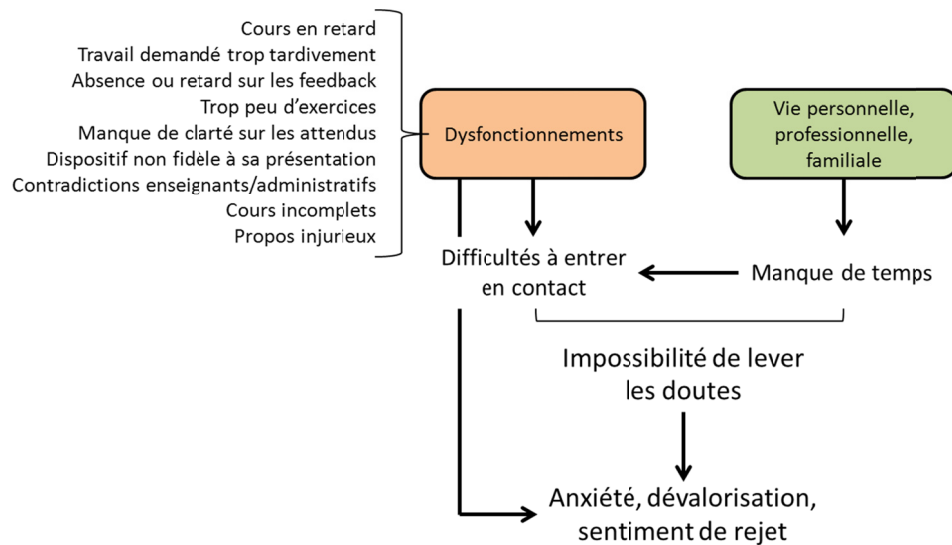 Cours en retard
Travail demandé trop tardivement
Absence ou retard sur les feedback
Trop peu d'exercices
Manque de clarté sur les attendus
Dispositif non fidèle à sa présentation
Contradictions enseignants/administratifs
Cours incomplets
Propos injurieux
Dysfonctionnements
Vie personnelle,
professionnelle,
familiale
Difficultés à entrer
en contact
Manque de temps
Impossibilité de lever
les doutes
Anxiété, dévalorisation,
sentiment de rejet